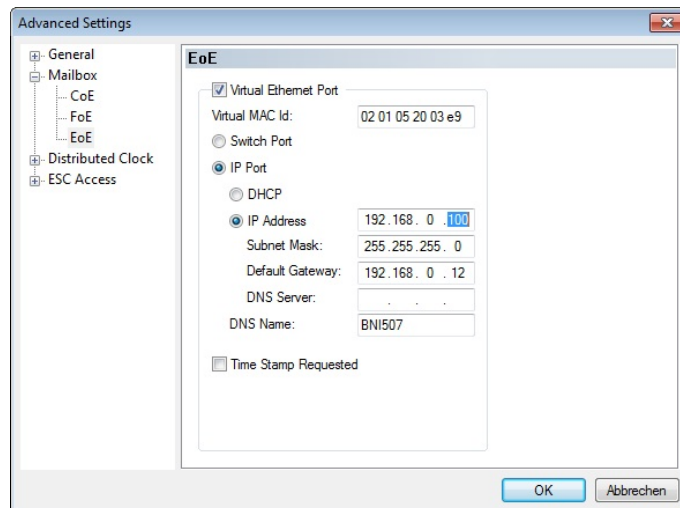 Advanced Settings
General
Mailbox
CoE
FoE
EoE
Distributed Clock
ESC Access
EoE
Virtual Ethernet Port
Virtual MAC Id: 02 01 05 20 03 e9
Switch Port
IP Port
DHCP
IP Address 192.168. 0 .100
Subnet Mask: 255.255.255. 0
Default Gateway: 192.168. 0 . 12
DNS Server: . . .
DNS Name: BNI507
Time Stamp Requested
OK Abbrechen